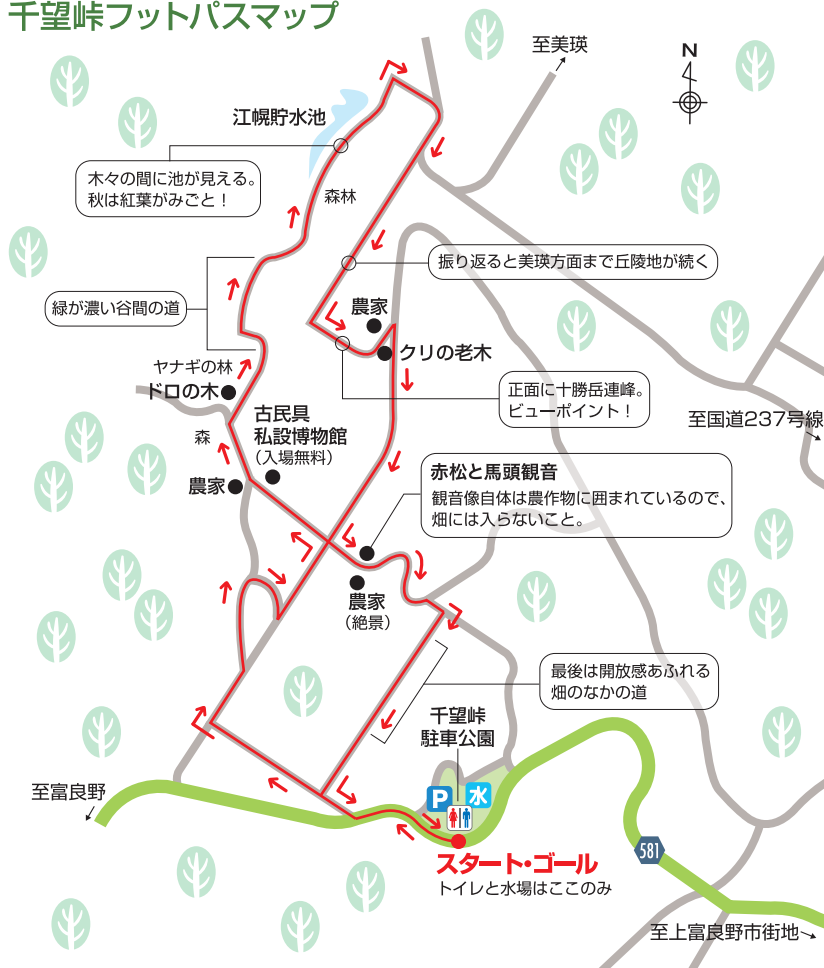 千望峠フットパスマップ
至美瑛
N
江幌貯水池
木々の間に池が見える。
秋は紅葉がみごと！
森林
振り返ると美瑛方面まで丘陵地が続く
緑が濃い谷間の道
農家
クリの老木
ヤナギの林
ドロの木
正面に十勝岳連峰。
ビューポイント！
古民具
私設博物館
（入場無料）
至国道237号線
森
農家
赤松と馬頭観音
観音像自体は農作物に囲まれているので、
畑には入らないこと。
農家
（絶景）
最後は開放感あふれる
畑のなかの道
千望峠
駐車公園
至富良野
P
水
スタート・ゴール
トイレと水場はここのみ
581
至上富良野市街地